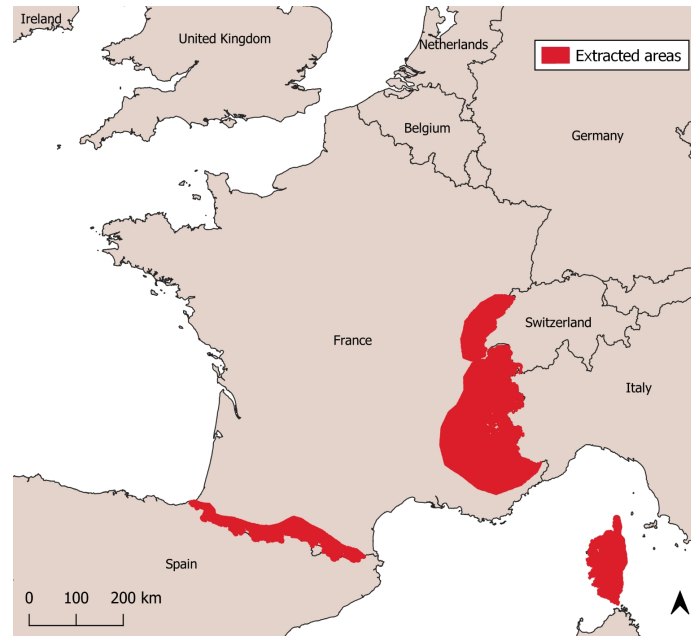 Ireland
United Kingdom
Netherlands
Extracted areas
Belgium
Germany
France
Switzerland
Italy
Spain
0 100 200 km